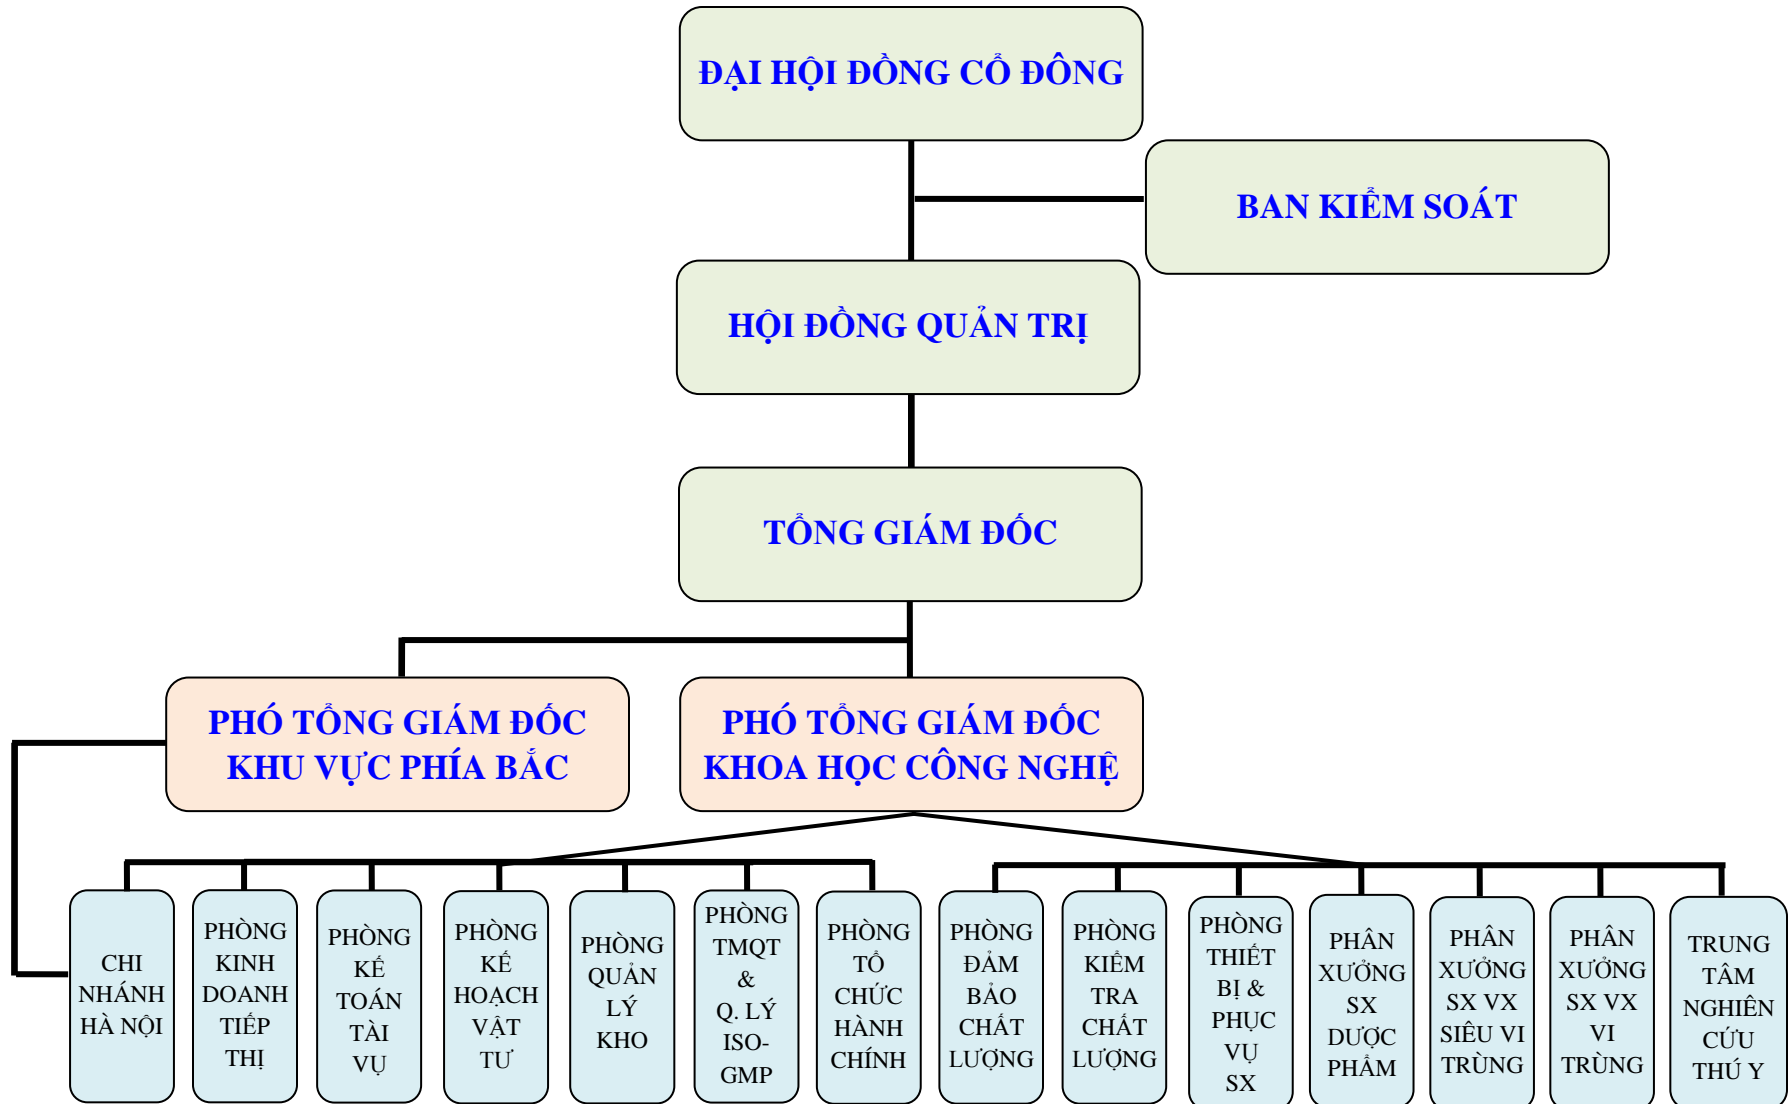 ĐẠI HỘI ĐỒNG CỔ ĐÔNG
BAN KIỂM SOÁT
HỘI ĐỒNG QUẢN TRỊ
TỔNG GIÁM ĐỐC
PHÓ TỔNG GIÁM ĐỐC
KHU VỰC PHÍA BẮC
PHÓ TỔNG GIÁM ĐỐC
KHOA HỌC CÔNG NGHỆ
CHI
NHÁNH
HÀ NỘI
PHÒNG
KINH
DOANH
TIẾP
THỊ
PHÒNG
KẾ
TOÁN
TÀI
VỤ
PHÒNG
KẾ
HOẠCH
VẬT
TƯ
PHÒNG
QUẢN
LÝ
KHO
PHÒNG
TMQT
&
Q. LÝ
ISO-
GMP
PHÒNG
TỔ
CHỨC
HÀNH
CHÍNH
PHÒNG
ĐẢM
BẢO
CHẤT
LƯỢNG
PHÒNG
KIỂM
TRA
CHẤT
LƯỢNG
PHÒNG
THIẾT
BỊ &
PHỤC
VỤ
SX
PHÂN
XƯỞNG
SX
DƯỢC
PHẨM
PHÂN
XƯỞNG
SX VX
SIÊU VI
TRÙNG
PHÂN
XƯỞNG
SX VX
VI
TRÙNG
TRUNG
TÂM
NGHIÊN
CỨU
THÚ Y